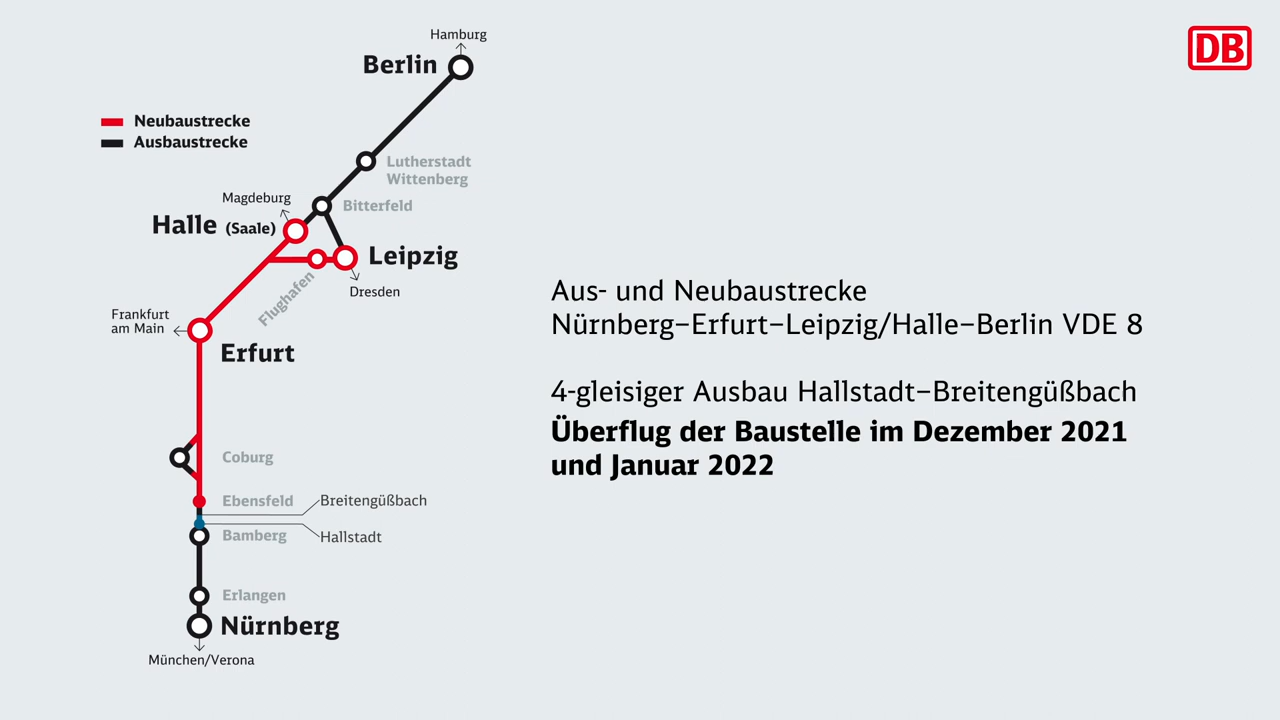 Hamburg
Berlin
DB
Neubaustrecke
Ausbaustrecke
Lutherstadt
Wittenberg
Magdeburg
Bitterfeld
Halle (Saale)
Leipzig
Flughafen
Dresden
Frankfurt
am Main
Erfurt
Coburg
Ebensfeld
Breitengüßbach
Bamberg
Hallstadt
Erlangen
Nürnberg
München/Verona
Aus- und Neubaustrecke
Nürnberg–Erfurt–Leipzig/Halle–Berlin VDE 8
4-gleisiger Ausbau Hallstadt–Breitengüßbach
Überflug der Baustelle im Dezember 2021
und Januar 2022